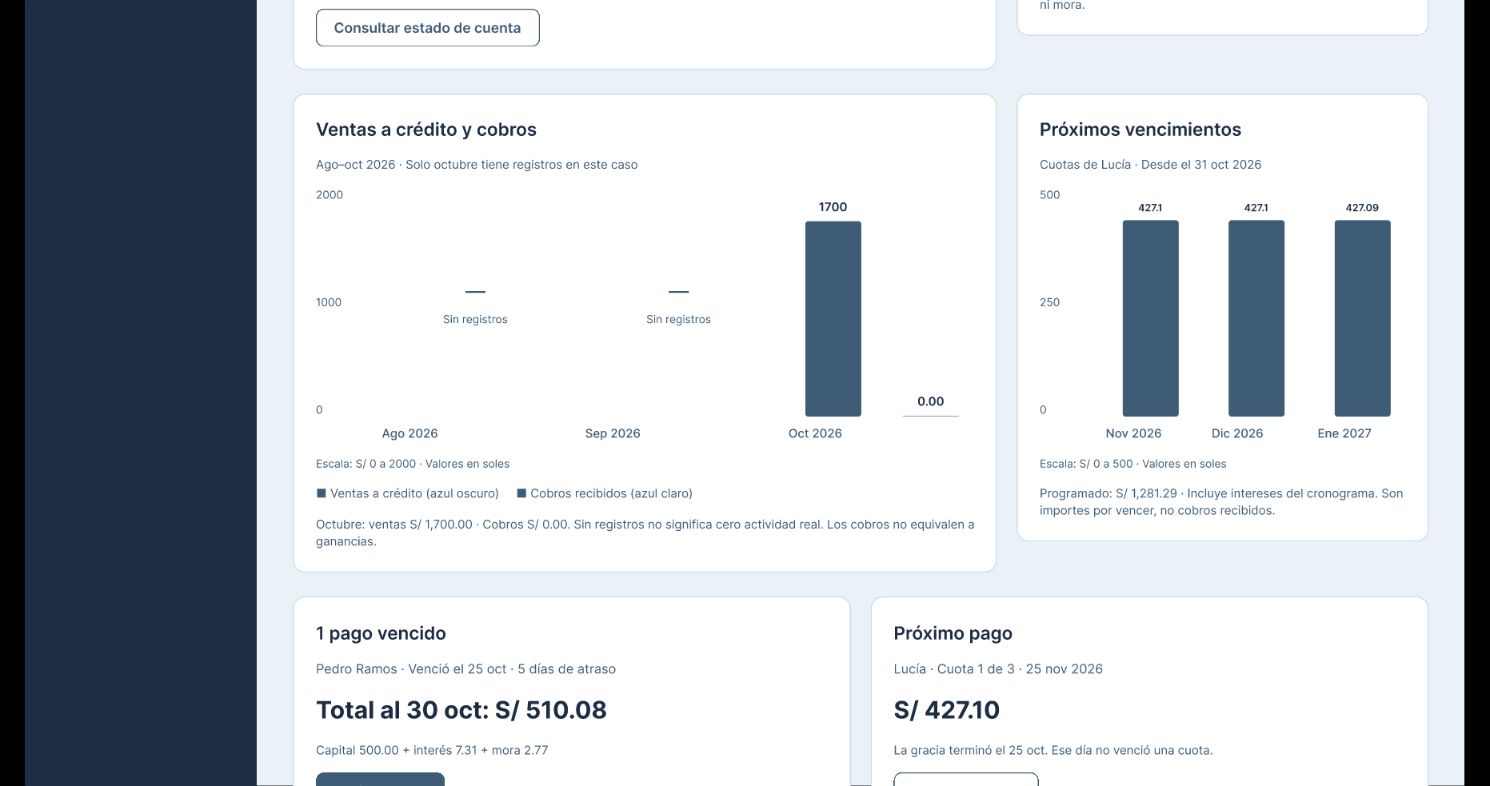 ni mora.
Consultar estado de cuenta
Ventas a crédito y cobros
Ago–oct 2026 · Solo octubre tiene registros en este caso
2000
1700
1000
Sin registros
Sin registros
0
0.00
Ago 2026
Sep 2026
Oct 2026
Escala: S/ 0 a 2000 · Valores en soles
Ventas a crédito (azul oscuro)
Cobros recibidos (azul claro)
Octubre: ventas S/ 1,700.00 · Cobros S/ 0.00. Sin registros no significa cero actividad real. Los cobros no equivalen a
ganancias.
Próximos vencimientos
Cuotas de Lucía · Desde el 31 oct 2026
500
427.1
427.1
427.09
250
0
Nov 2026
Dic 2026
Ene 2027
Escala: S/ 0 a 500 · Valores en soles
Programado: S/ 1,281.29 · Incluye intereses del cronograma. Son
importes por vencer, no cobros recibidos.
1 pago vencido
Pedro Ramos · Venció el 25 oct · 5 días de atraso
Total al 30 oct: S/ 510.08
Capital 500.00 + interés 7.31 + mora 2.77
Próximo pago
Lucía · Cuota 1 de 3 · 25 nov 2026
S/ 427.10
La gracia terminó el 25 oct. Ese día no venció una cuota.